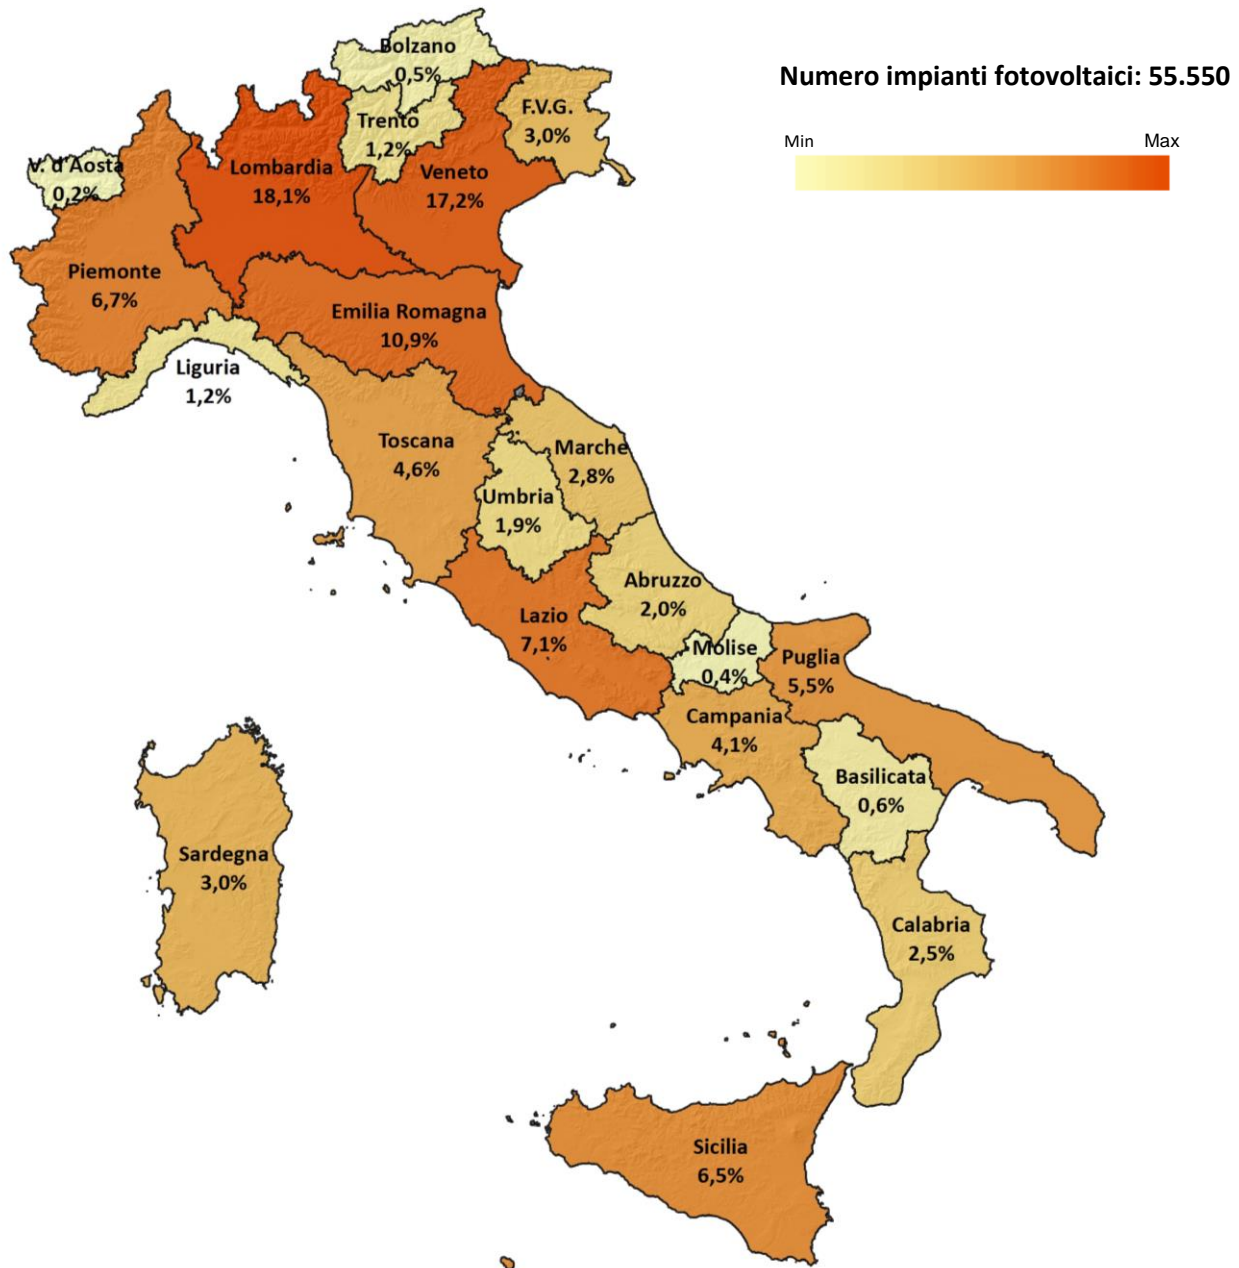 Numero impianti fotovoltaici: 55.550
Min
Max
Bolzano
0,5%
Trento
1,2%
F.V.G.
3,0%
V. d'Aosta
0,2%
Lombardia
18,1%
Veneto
17,2%
Piemonte
6,7%
Emilia Romagna
10,9%
Liguria
1,2%
Toscana
4,6%
Marche
2,8%
Umbria
1,9%
Abruzzo
2,0%
Lazio
7,1%
Molise
0,4%
Puglia
5,5%
Campania
4,1%
Basilicata
0,6%
Sardegna
3,0%
Calabria
2,5%
Sicilia
6,5%